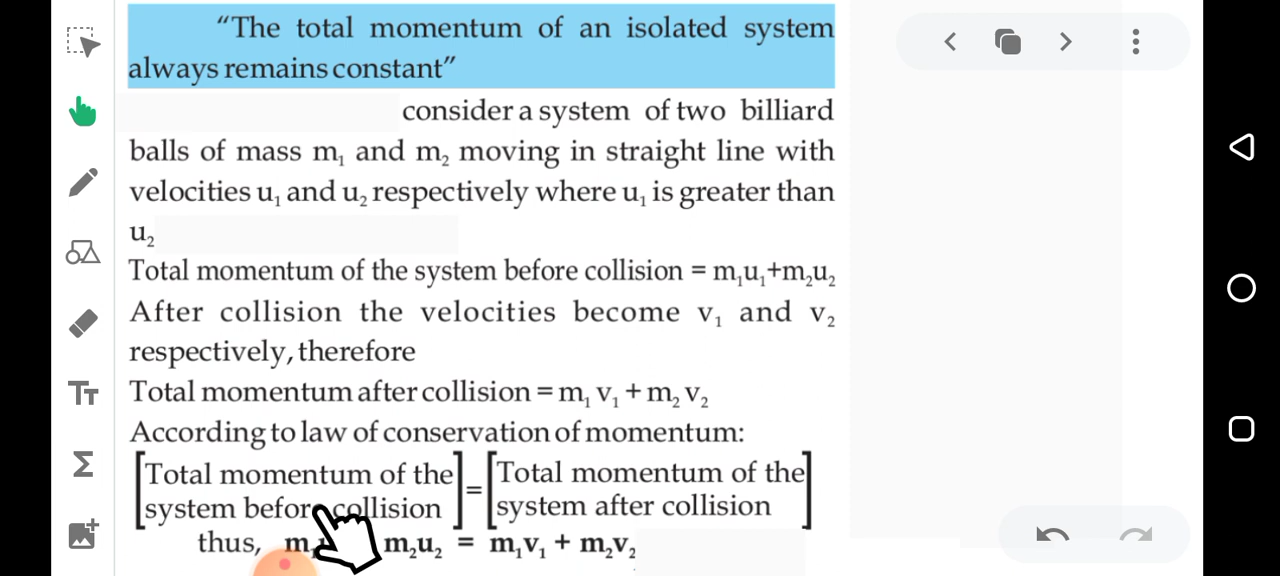 “The total momentum of an isolated system
always remains constant”
consider a system of two billiard
balls of mass m₁ and m₂ moving in straight line with
velocities u₁ and u₂ respectively where u₁ is greater than
u₂
Total momentum of the system before collision = m₁u₁+m₂u₂
After collision the velocities become v₁ and v₂
respectively, therefore
Total momentum after collision = m₁ v₁ + m₂ v₂
According to law of conservation of momentum:
[Total momentum of the system before collision] = [Total momentum of the system after collision]
thus, m₂u₂ = m₁v₁ + m₂v₂
TT
Σ